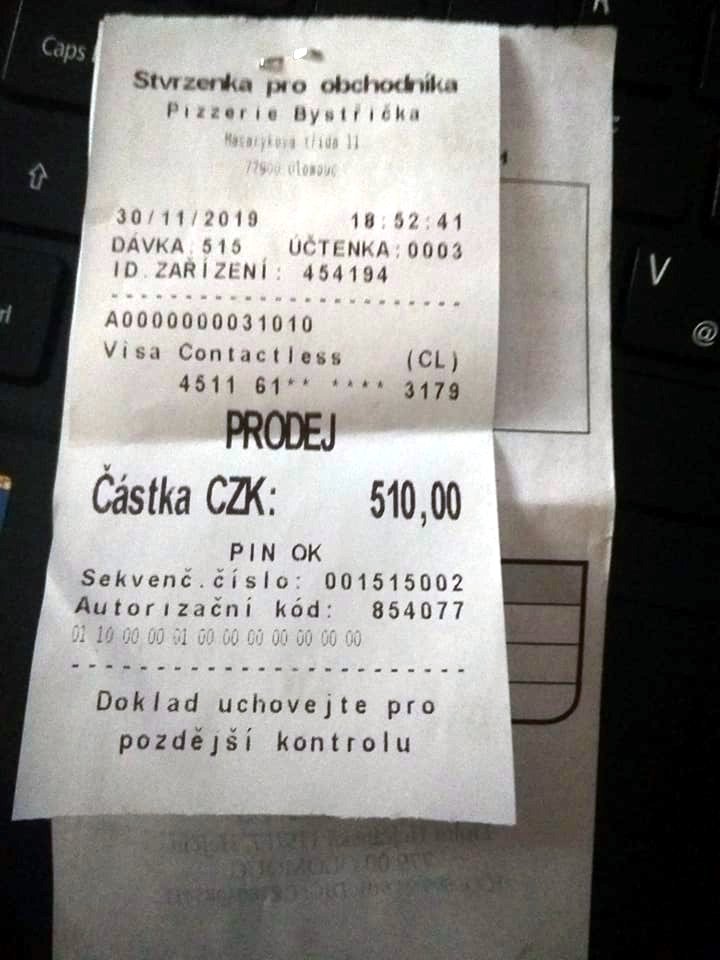 Caps
Stvrzenka pro obchodníka
Pizzerie Bystřička
Masarykova třída 11
77900 Olomouc
30/11/2019 18:52:41
DÁVKA:515 ÚČTENKA:0003
ID.ZAŘÍZENÍ: 454194
A0000000031010
Visa Contactless (CL)
4511 61** **** 3179
PRODEJ
Částka CZK: 510,00
PIN OK
Sekvenč.číslo: 001515002
Autorizační kód: 854077
01 10 00 00 01 00 00 00 00 00 00 00
Doklad uchovejte pro
pozdější kontrolu
V
@